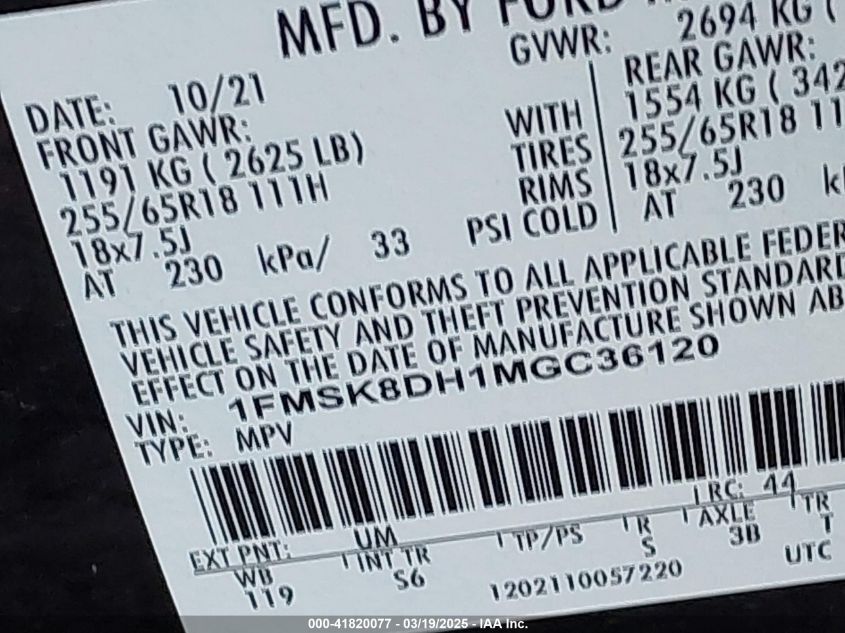 MFD. BY FORD
GVWR: 2694 KG (
DATE: 10/21
FRONT GAWR:
1191 KG ( 2625 LB)
255/65R18 111H
18x7.5J
AT 230 kPa/ 33 PSI COLD
WITH
TIRES
RIMS
REAR GAWR:
1554 KG ( 342
255/65R18 11
18x7.5J
AT 230 k
THIS VEHICLE CONFORMS TO ALL APPLICABLE FEDER
VEHICLE SAFETY AND THEFT PREVENTION STANDARD
EFFECT ON THE DATE OF MANUFACTURE SHOWN AB
VIN: 1FMSK8DH1MGC36120
TYPE: MPV
EXT PNT: UM RC: 44
WB INT TR TP/PS R AXLE TR
119 S6 S 3B T
1202110057220 UTC
000-41820077 - 03/19/2025 - IAA Inc.